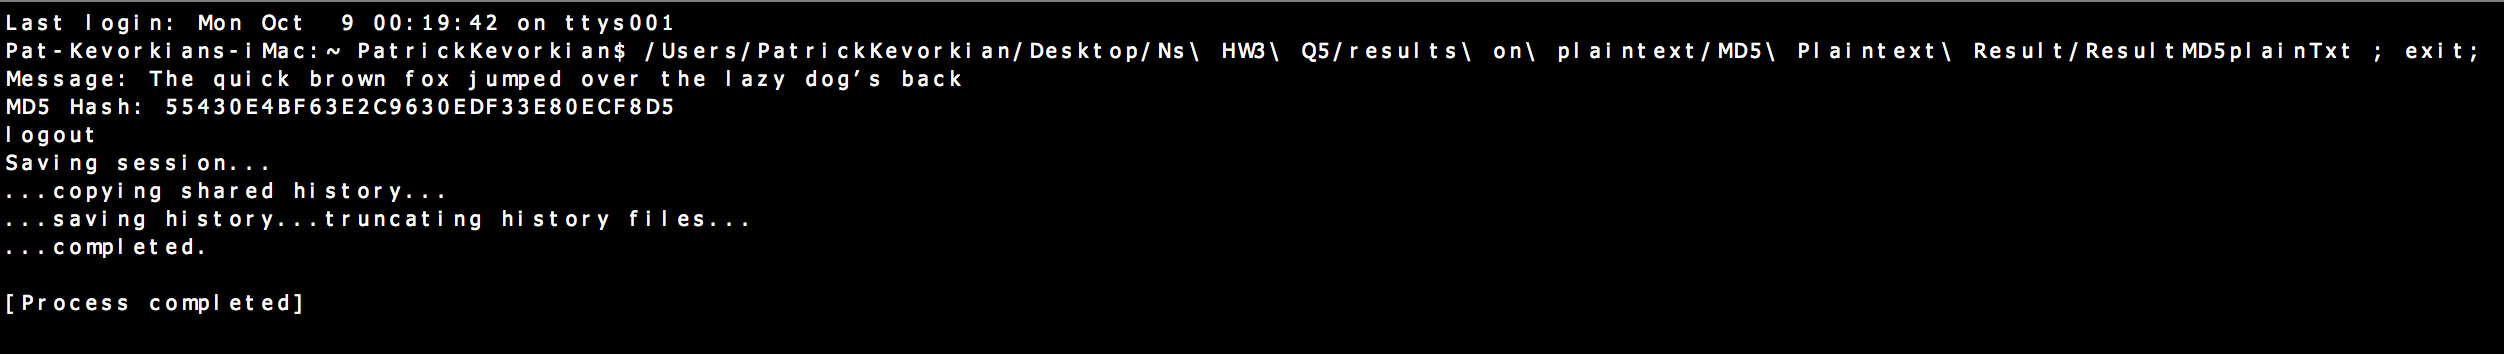 Last login: Mon Oct  9 00:19:42 on ttys001
Pat-Kevorkians-iMac:~ PatrickKevorkian$ /Users/PatrickKevorkian/Desktop/Ns\ HW3\ Q5/results\ on\ plaintext/MD5\ Plaintext\ Result/ResultMD5plainTxt ; exit;
Message: The quick brown fox jumped over the lazy dog’s back
MD5 Hash: 55430E4BF63E2C9630EDF33E80ECF8D5
logout
Saving session...
...copying shared history...
...saving history...truncating history files...
...completed.

[Process completed]